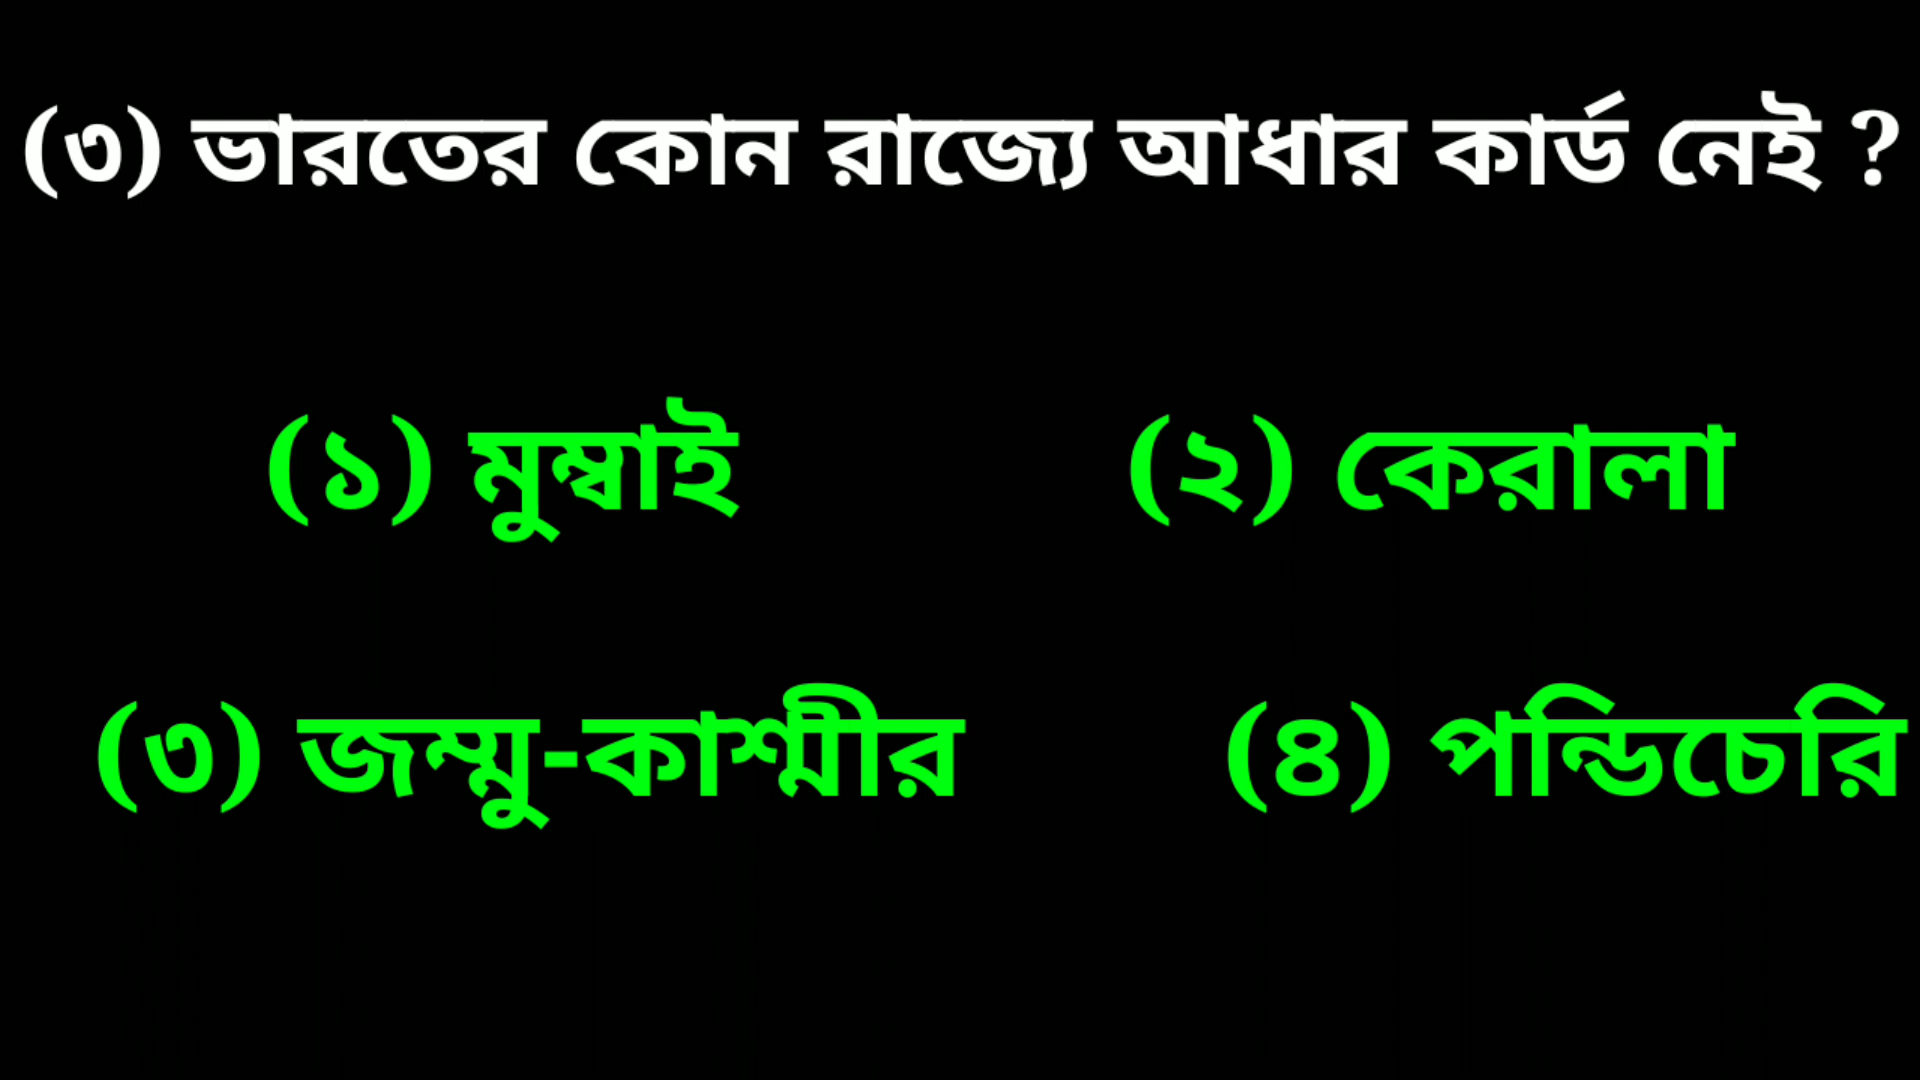 (৩) ভারতের কোন রাজ্যে আধার কার্ড নেই ?
(১) মুম্বাই (২) কেরালা
(৩) জম্মু-কাশ্মীর (৪) পন্ডিচেরি